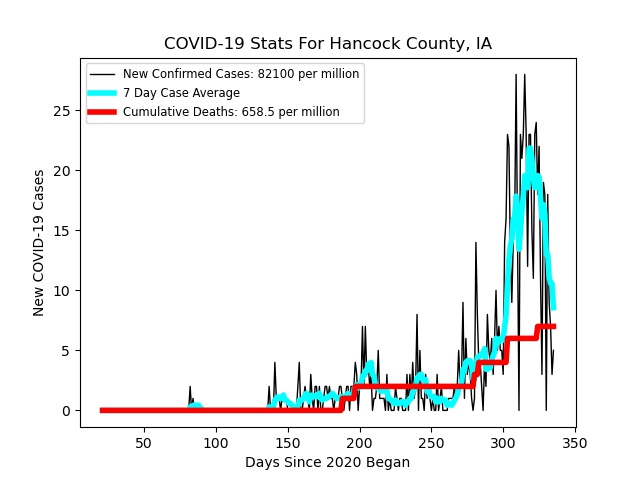 COVID-19 Stats For Hancock County, IA
New Confirmed Cases: 82100 per million
7 Day Case Average
Cumulative Deaths: 658.5 per million
New COVID-19 Cases
25
20
15
10
5
0
50
100
150
200
250
300
350
Days Since 2020 Began